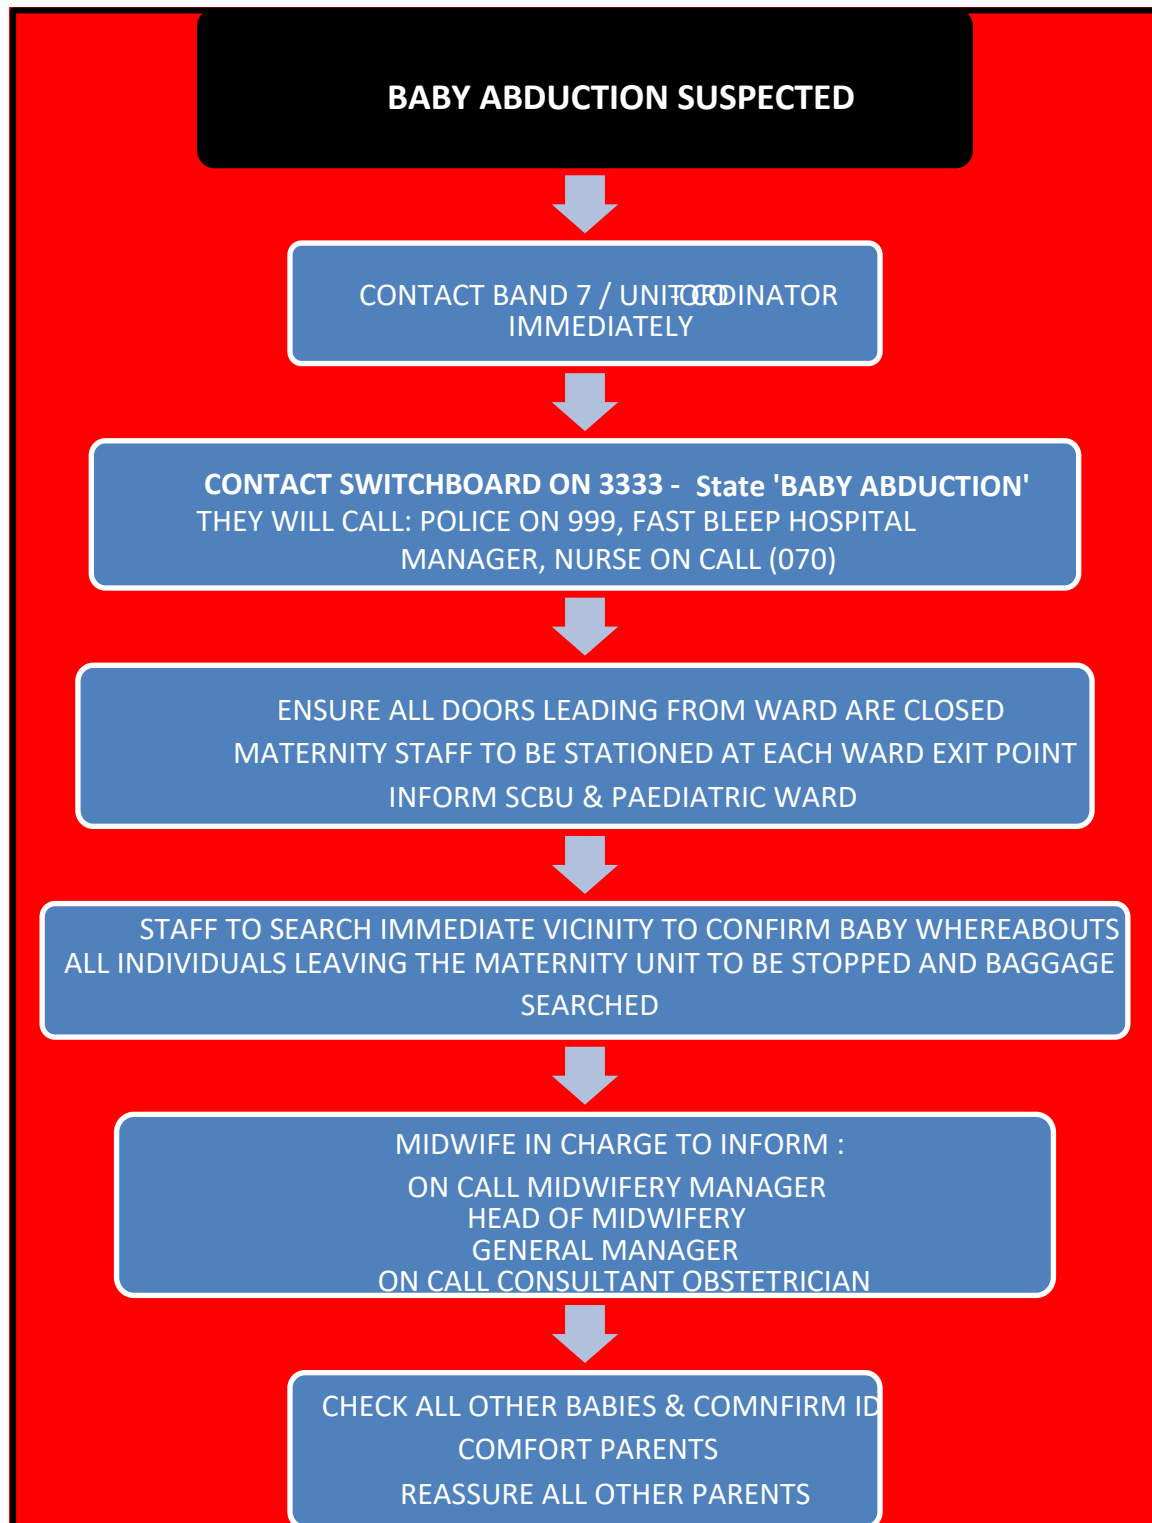 BABY ABDUCTION SUSPECTED
CONTACT BAND 7 / UNIT CO-ORDINATOR
IMMEDIATELY
CONTACT SWITCHBOARD ON 3333 - State 'BABY ABDUCTION'
THEY WILL CALL: POLICE ON 999, FAST BLEEP HOSPITAL
MANAGER, NURSE ON CALL (070)
ENSURE ALL DOORS LEADING FROM WARD ARE CLOSED
MATERNITY STAFF TO BE STATIONED AT EACH WARD EXIT POINT
INFORM SCBU & PAEDIATRIC WARD
STAFF TO SEARCH IMMEDIATE VICINITY TO CONFIRM BABY WHEREABOUTS
ALL INDIVIDUALS LEAVING THE MATERNITY UNIT TO BE STOPPED AND BAGGAGE
SEARCHED
MIDWIFE IN CHARGE TO INFORM :
ON CALL MIDWIFERY MANAGER
HEAD OF MIDWIFERY
GENERAL MANAGER
ON CALL CONSULTANT OBSTETRICIAN
CHECK ALL OTHER BABIES & COMNFIRM ID
COMFORT PARENTS
REASSURE ALL OTHER PARENTS